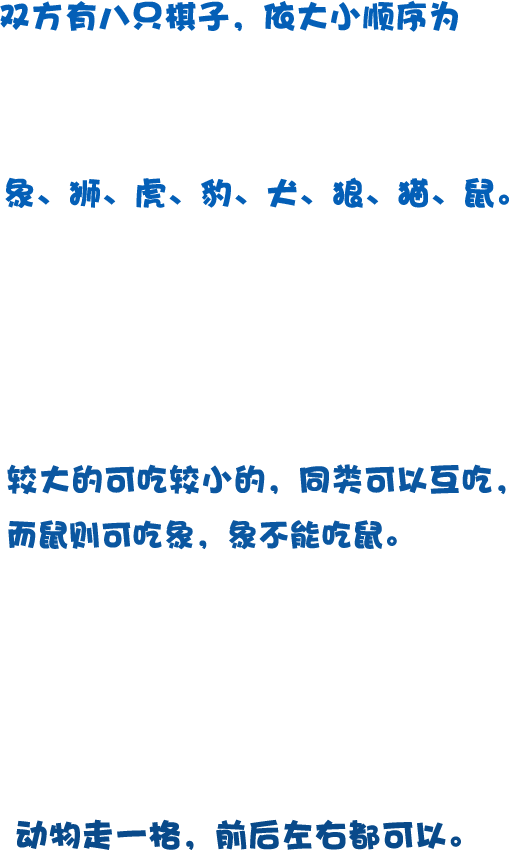 双方有八只棋子，依大小顺序为
象、狮、虎、豹、犬、狼、猫、鼠。
较大的可吃较小的，同类可以互吃，
而鼠则可吃象，象不能吃鼠。
动物走一格，前后左右都可以。